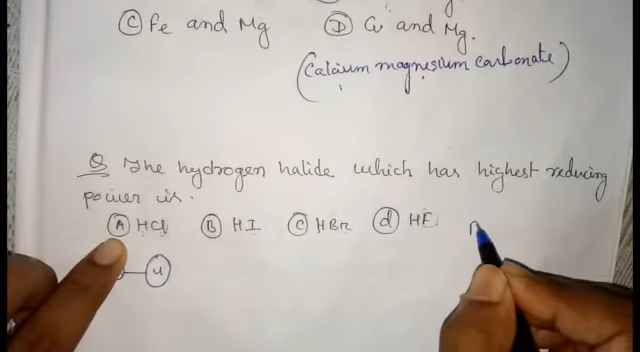 Ⓒ Fe and Mg Ⓓ Ca and Mg.
(Calcium magnesium carbonate)
Q The hydrogen halide which has highest reducing
power is.
Ⓐ HCl Ⓑ HI Ⓒ HBr ⓓ HF.
Cl